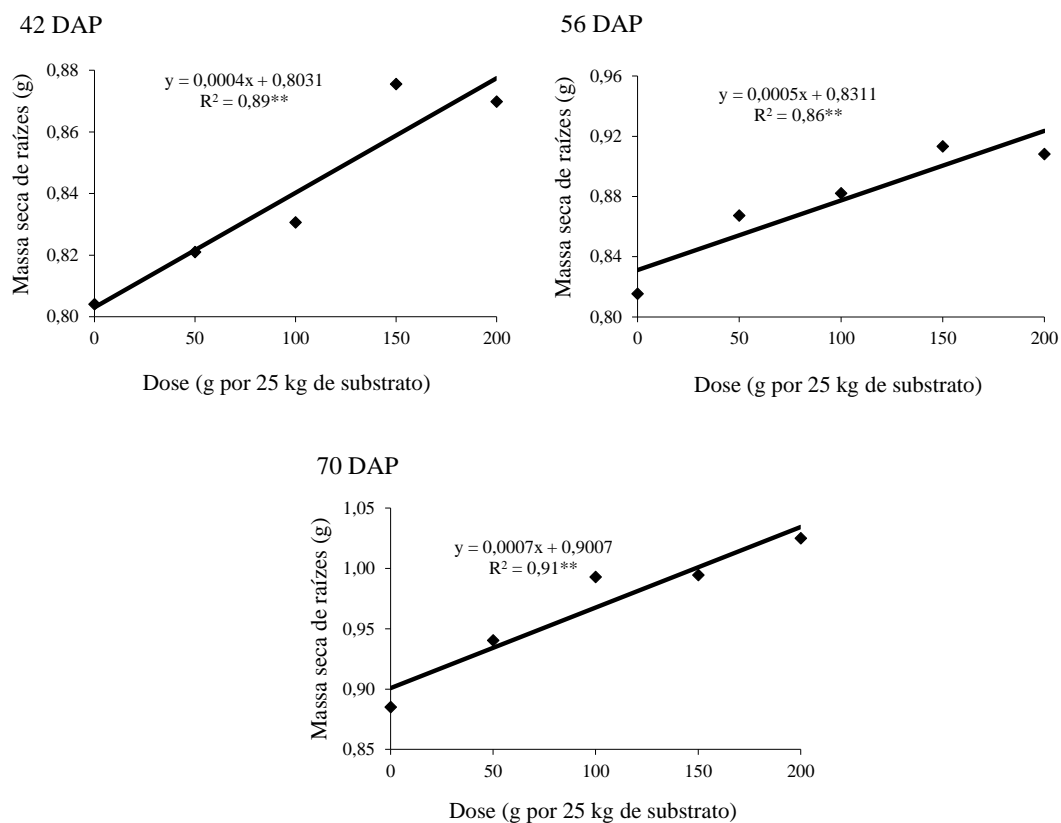 42 DAP
y = 0,0004x + 0,8031
R² = 0,89**
Massa seca de raízes (g)
0,88
0,86
0,84
0,82
0,80
0 50 100 150 200
Dose (g por 25 kg de substrato)
56 DAP
y = 0,0005x + 0,8311
R² = 0,86**
Massa seca de raízes (g)
0,96
0,92
0,88
0,84
0,80
0 50 100 150 200
Dose (g por 25 kg de substrato)
70 DAP
y = 0,0007x + 0,9007
R² = 0,91**
Massa seca de raízes (g)
1,05
1,00
0,95
0,90
0,85
0 50 100 150 200
Dose (g por 25 kg de substrato)